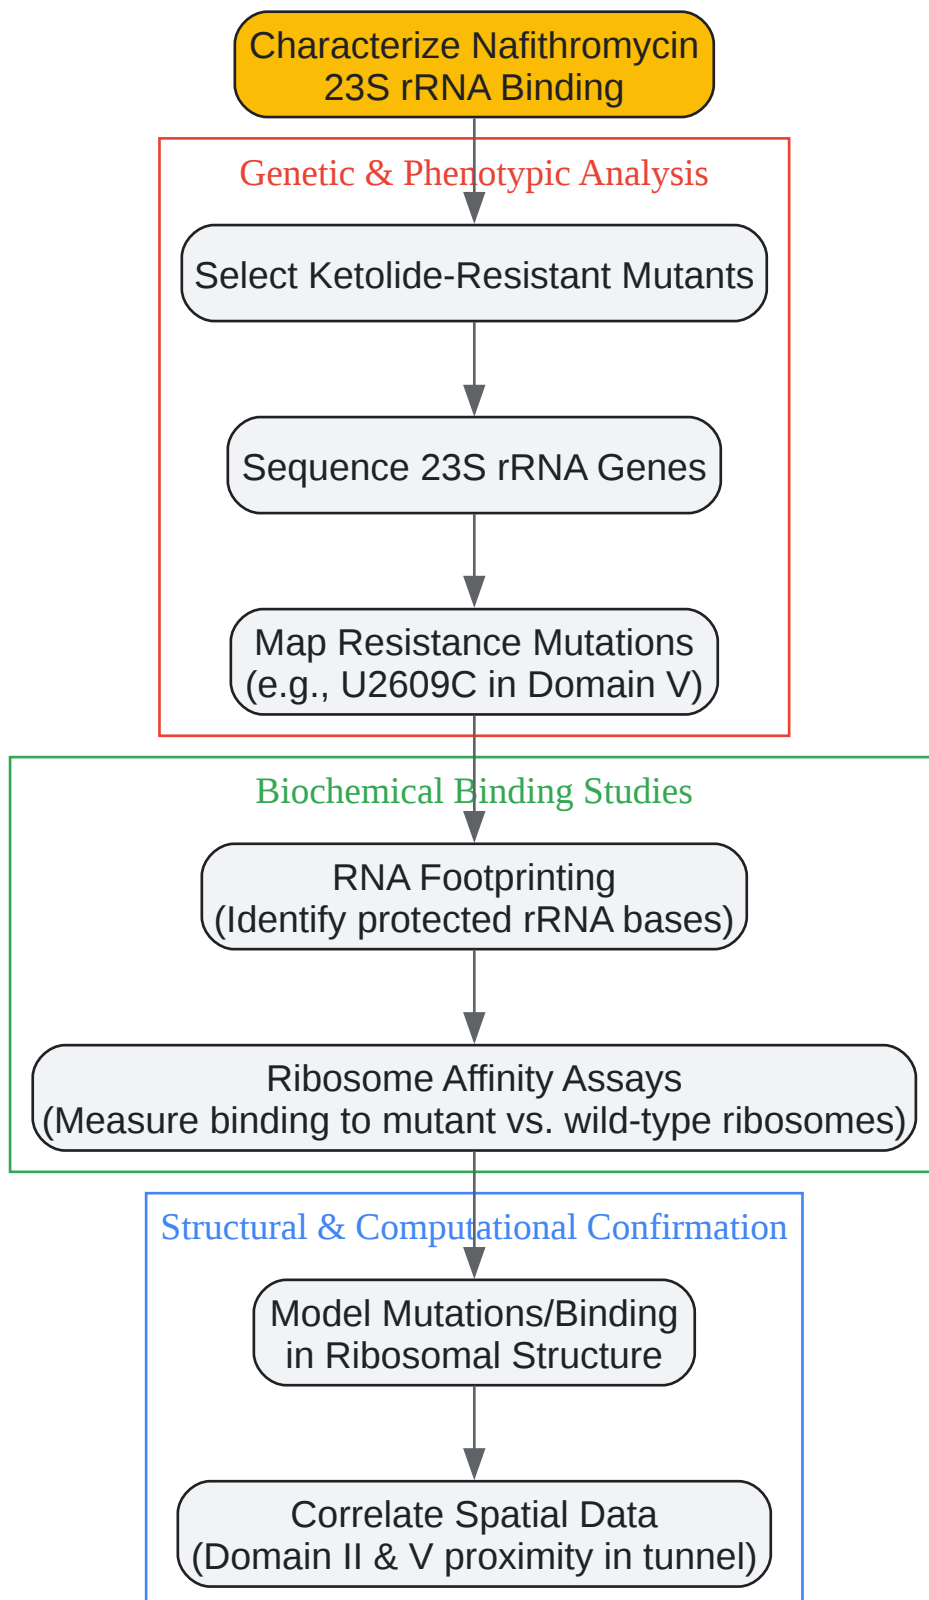 Characterize Nafithromycin
23S rRNA Binding
Genetic & Phenotypic Analysis
Select Ketolide-Resistant Mutants
Sequence 23S rRNA Genes
Map Resistance Mutations
(e.g., U2609C in Domain V)
Biochemical Binding Studies
RNA Footprinting
(Identify protected rRNA bases)
Ribosome Affinity Assays
(Measure binding to mutant vs. wild-type ribosomes)
Structural & Computational Confirmation
Model Mutations/Binding
in Ribosomal Structure
Correlate Spatial Data
(Domain II & V proximity in tunnel)